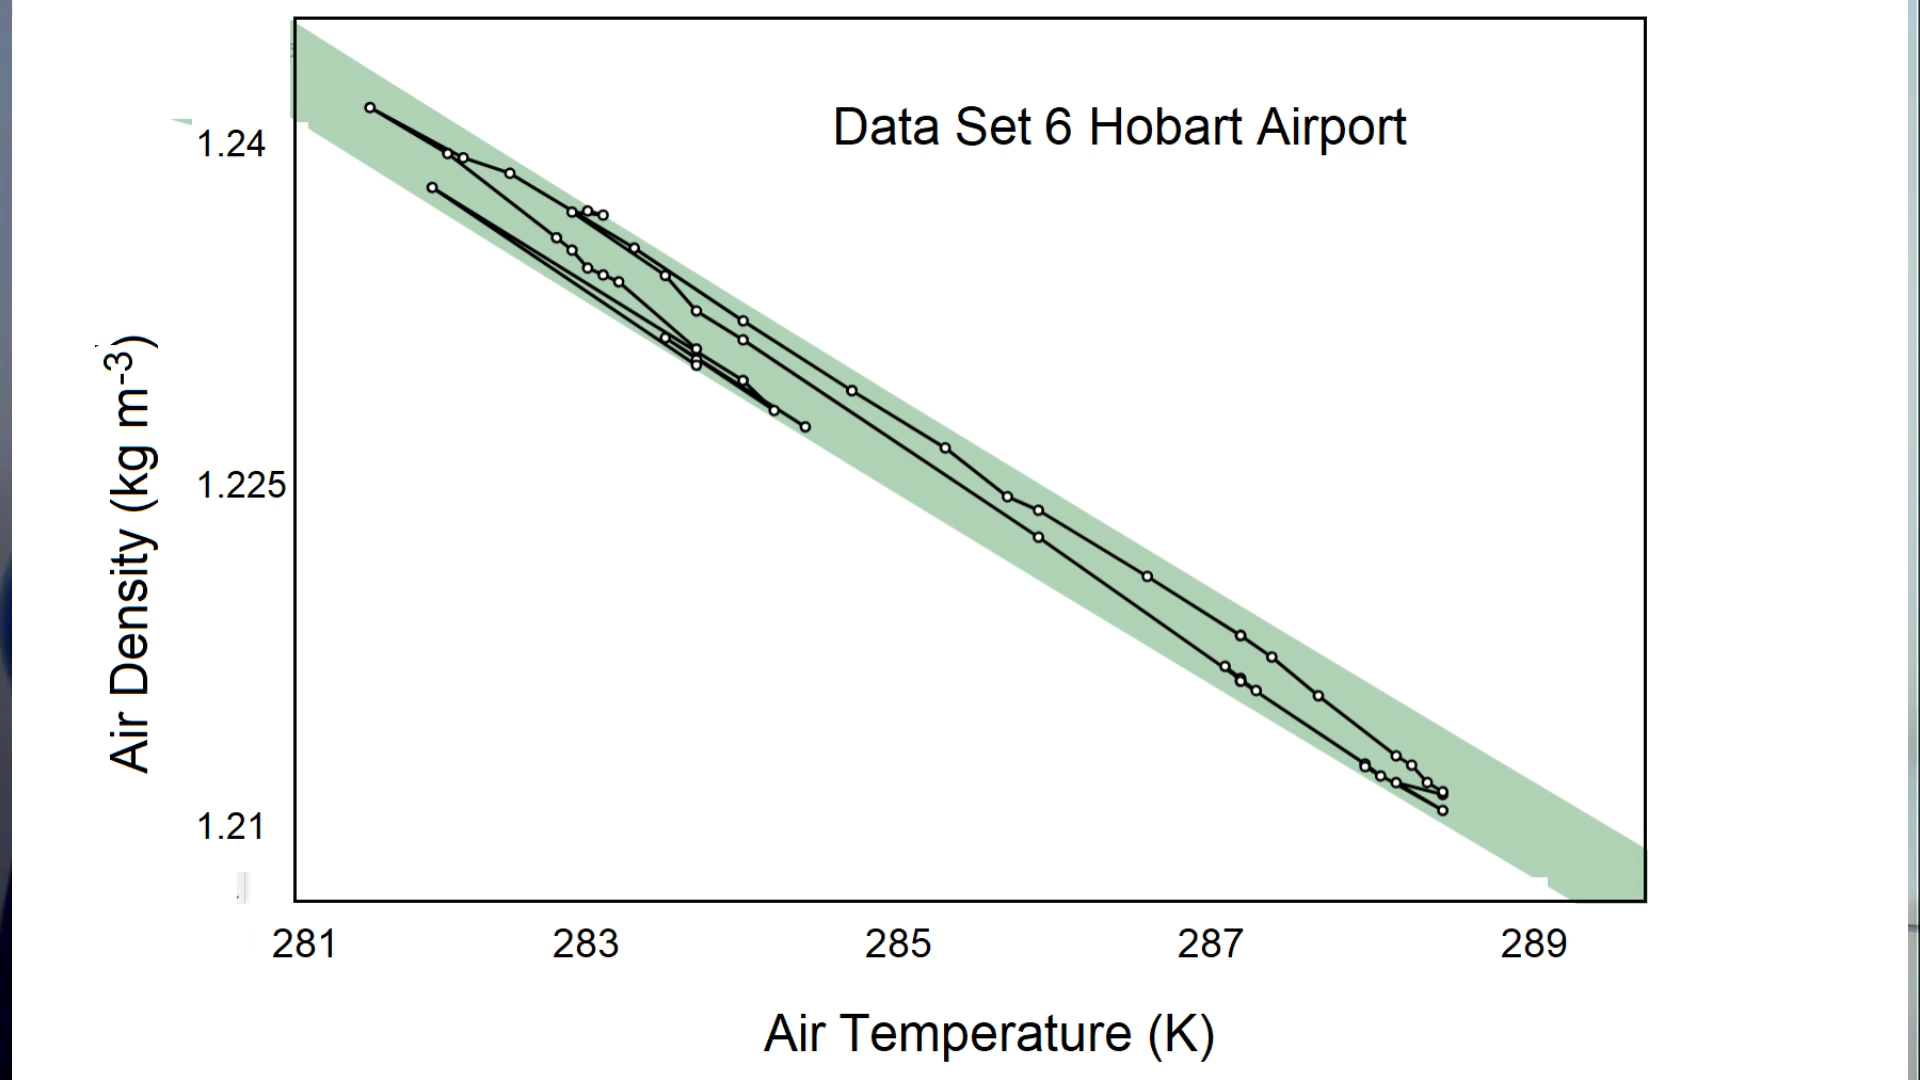 Data Set 6 Hobart Airport
1.24
1.225
1.21
Air Density (kg m-3)
281 283 285 287 289
Air Temperature (K)